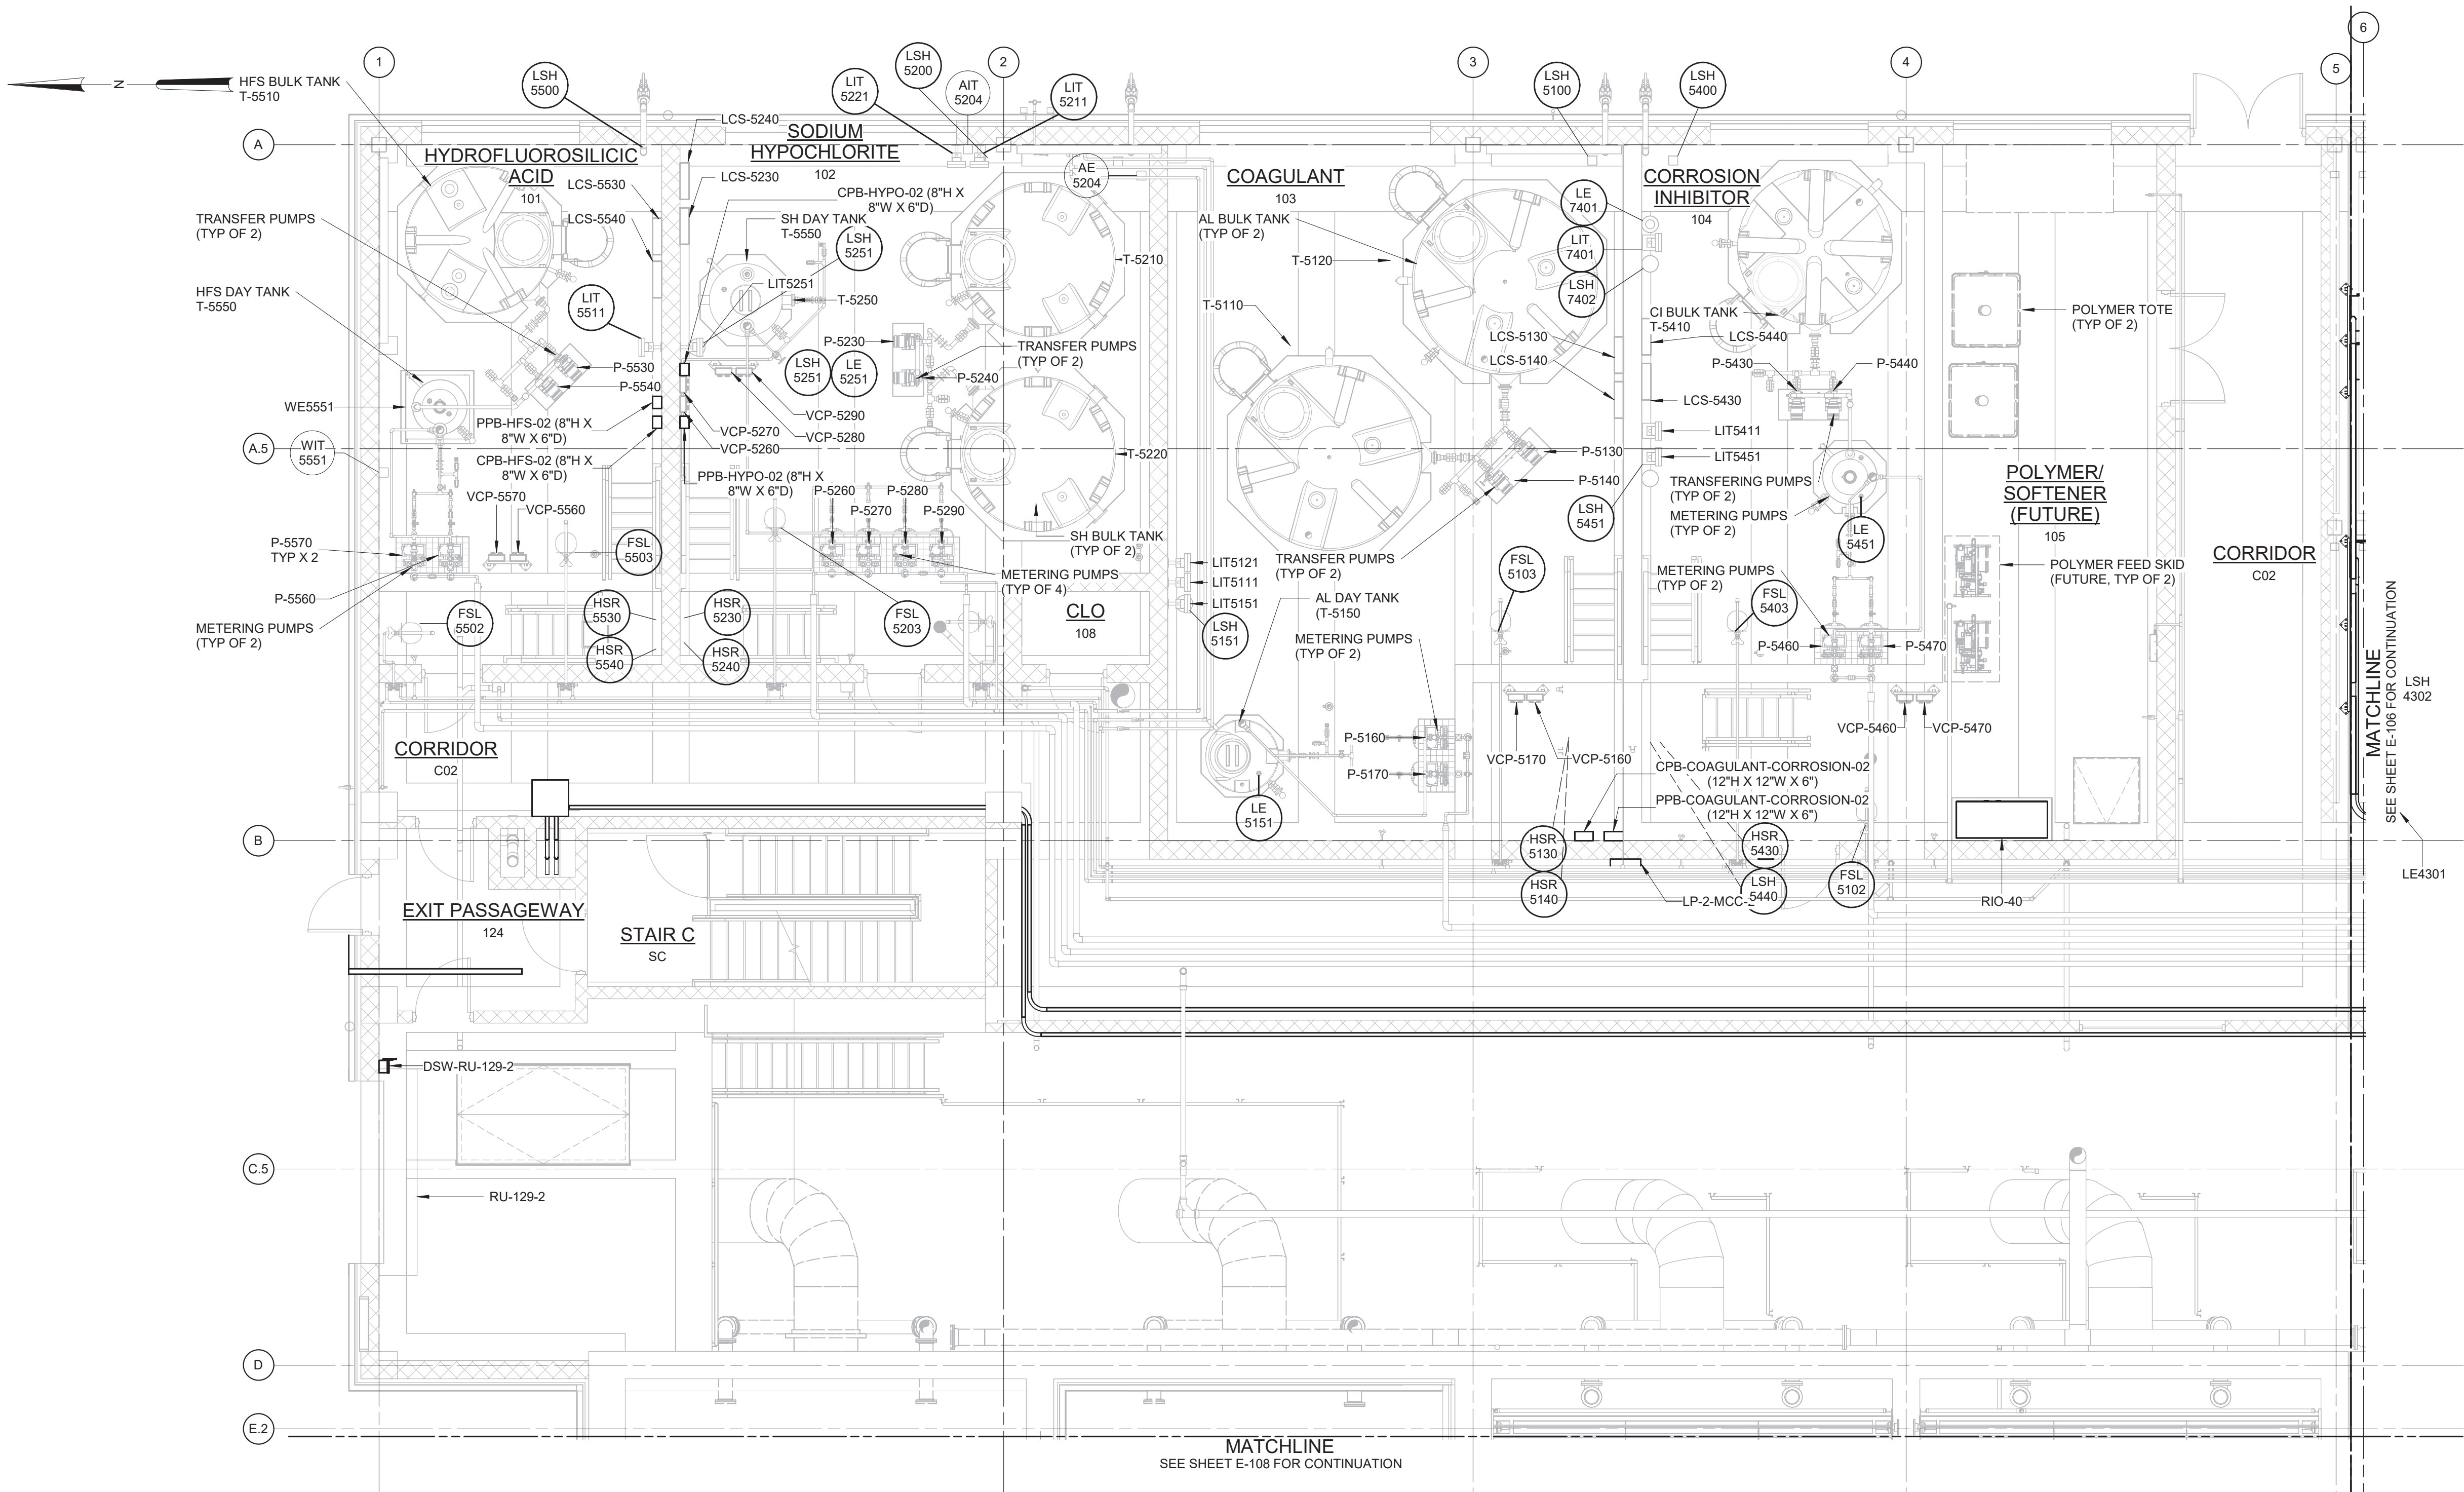 1
2
3
4
5
6
N
A
A.5
B
C.5
D
E.2
HFS BULK TANK
T-5510
LSH
5500
LCS-5240
SODIUM
HYPOCHLORITE
102
LIT
5221
LSH
5200
AIT
5204
LIT
5211
LSH
5100
LSH
5400
HYDROFLUOROSILICIC
ACID
101
LCS-5530
LCS-5540
LCS-5230
CPB-HYPO-02 (8"H X
8"W X 6"D)
AE
5204
COAGULANT
103
CORROSION
INHIBITOR
104
TRANSFER PUMPS
(TYP OF 2)
SH DAY TANK
T-5550
LSH
5251
AL BULK TANK
(TYP OF 2)
LE
7401
LIT
7401
LSH
7402
T-5210
T-5120
HFS DAY TANK
T-5550
LIT
5511
LIT5251
T-5250
T-5110
CI BULK TANK
T-5410
POLYMER TOTE
(TYP OF 2)
P-5230
TRANSFER PUMPS
(TYP OF 2)
P-5240
LCS-5130
LCS-5140
LCS-5440
P-5430
P-5440
P-5530
P-5540
LSH
5251
LE
5251
LCS-5430
WE5551
PPB-HFS-02 (8"H X
8"W X 6"D)
VCP-5290
VCP-5270
VCP-5280
VCP-5260
LIT5411
WIT
5551
CPB-HFS-02 (8"H X
8"W X 6"D)
T-5220
P-5130
LIT5451
PPB-HYPO-02 (8"H X
8"W X 6"D)
P-5140
TRANSFERING PUMPS
(TYP OF 2)
POLYMER/
SOFTENER
(FUTURE)
105
VCP-5570
VCP-5560
P-5260
P-5280
P-5270
P-5290
LSH
5451
METERING PUMPS
(TYP OF 2)
LE
5451
P-5570
TYP X 2
FSL
5503
SH BULK TANK
(TYP OF 2)
LIT5121
LIT5111
LIT5151
TRANSFER PUMPS
(TYP OF 2)
FSL
5103
METERING PUMPS
(TYP OF 2)
POLYMER FEED SKID
(FUTURE, TYP OF 2)
CORRIDOR
C02
METERING PUMPS
(TYP OF 4)
P-5560
METERING PUMPS
(TYP OF 2)
FSL
5502
HSR
5530
HSR
5540
HSR
5230
HSR
5240
FSL
5203
CLO
108
LSH
5151
AL DAY TANK
(T-5150)
METERING PUMPS
(TYP OF 2)
FSL
5403
P-5460
P-5470
MATCHLINE
SEE SHEET E-106 FOR CONTINUATION
LSH
4302
CORRIDOR
C02
P-5160
P-5170
VCP-5170
VCP-5160
VCP-5460
VCP-5470
CPB-COAGULANT-CORROSION-02
(12"H X 12"W X 6")
PPB-COAGULANT-CORROSION-02
(12"H X 12"W X 6")
LE
5151
HSR
5130
HSR
5140
HSR
5430
LSH
5440
FSL
5102
LP-2-MCC-2
RIO-40
LE4301
EXIT PASSAGEWAY
124
STAIR C
SC
DSW-RU-129-2
RU-129-2
MATCHLINE
SEE SHEET E-108 FOR CONTINUATION